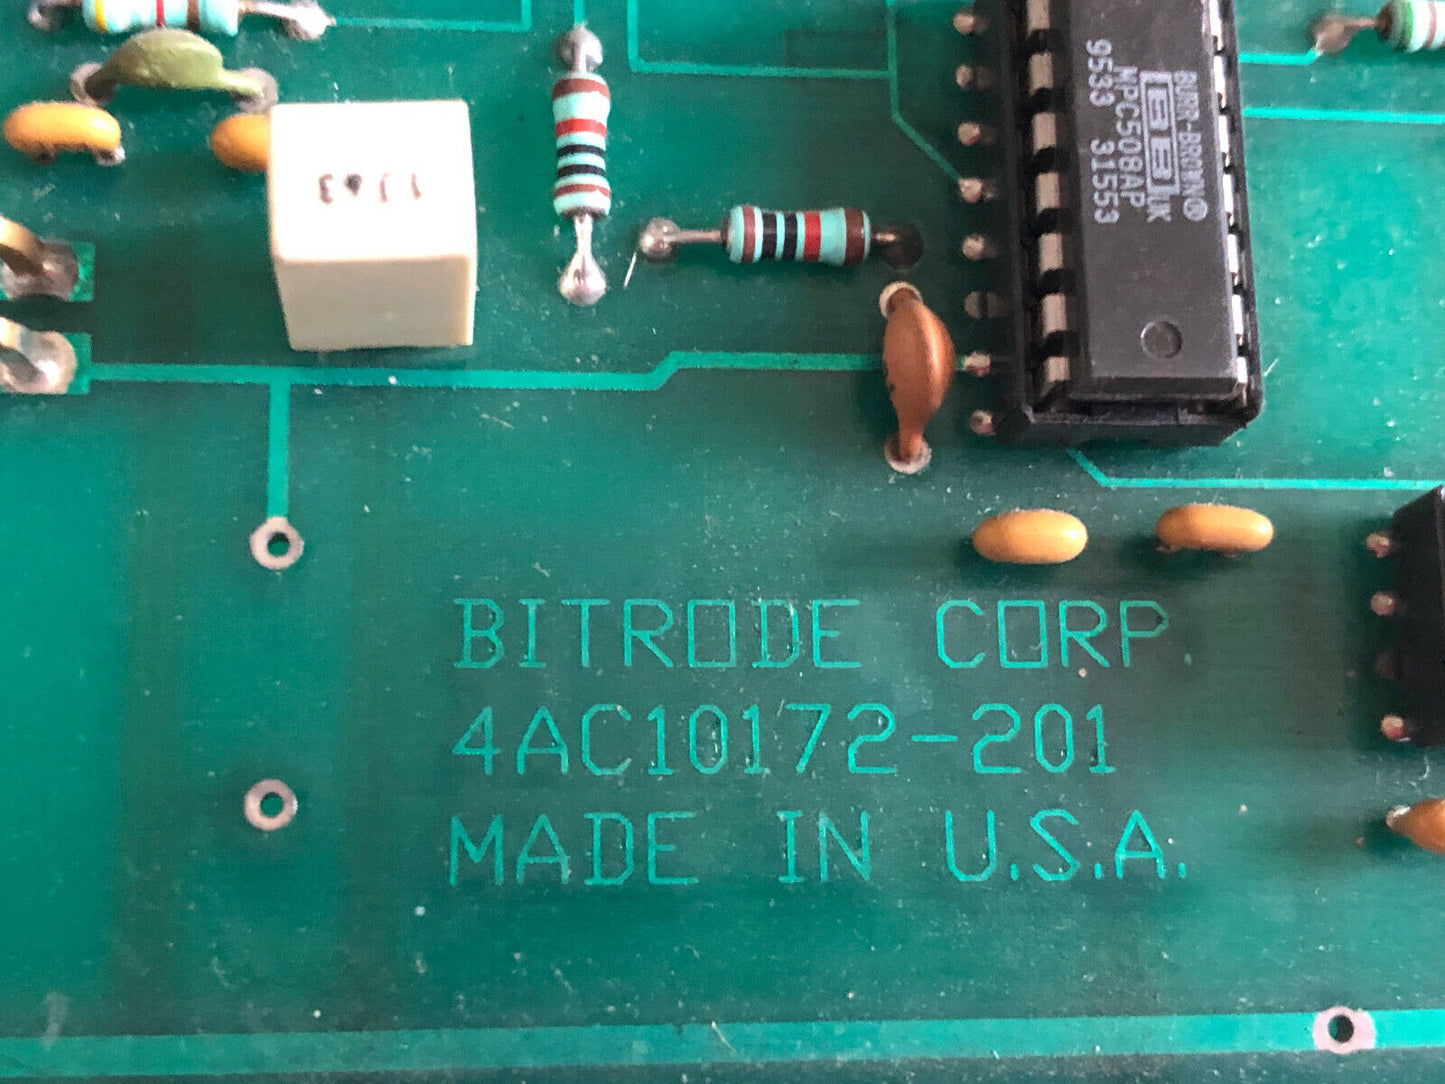 BURR-BROWN®
BB UK
MPC508AP
9533 31553
BITRODE CORP
4AC10172-201
MADE IN U.S.A.